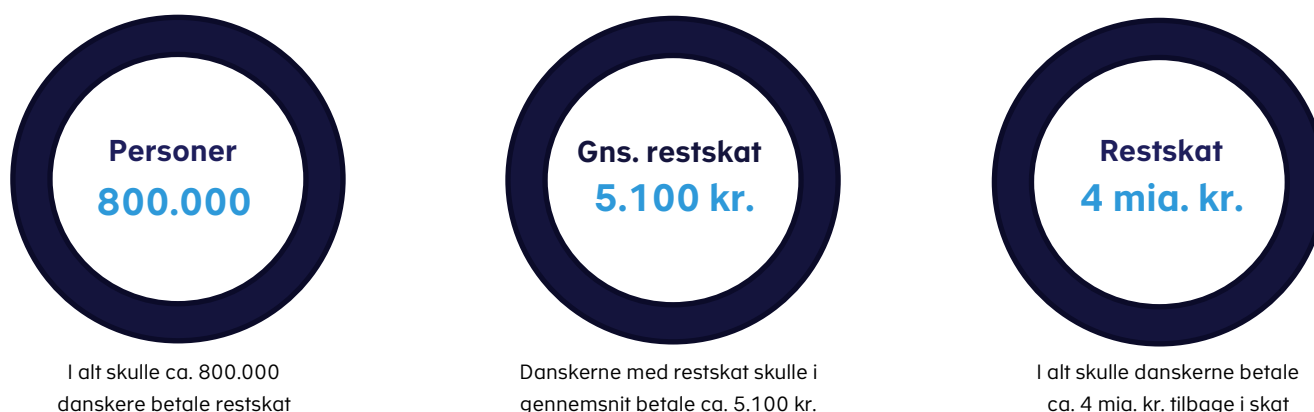 Personer
800.000
I alt skulle ca. 800.000
danskere betale restskat
Gns. restskat
5.100 kr.
Danskerne med restskat skulle i
gennemsnit betale ca. 5.100 kr.
Restskat
4 mia. kr.
I alt skulle danskerne betale
ca. 4 mia. kr. tilbage i skat